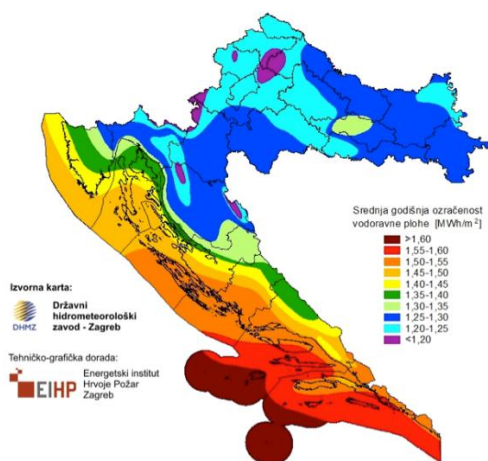 Srednja godišnja ozračenost
vodoravne plohe [MWh/m²]
>1,60
1,55-1,60
1,50-1,55
1,45-1,50
1,40-1,45
1,35-1,40
1,30-1,35
1,25-1,30
1,20-1,25
<1,20
Izvorna karta:
DHMZ
Državni
hidrometeorološki
zavod - Zagreb
Tehničko-grafička dorada:
EIHP
Energetski institut
Hrvoje Požar
Zagreb